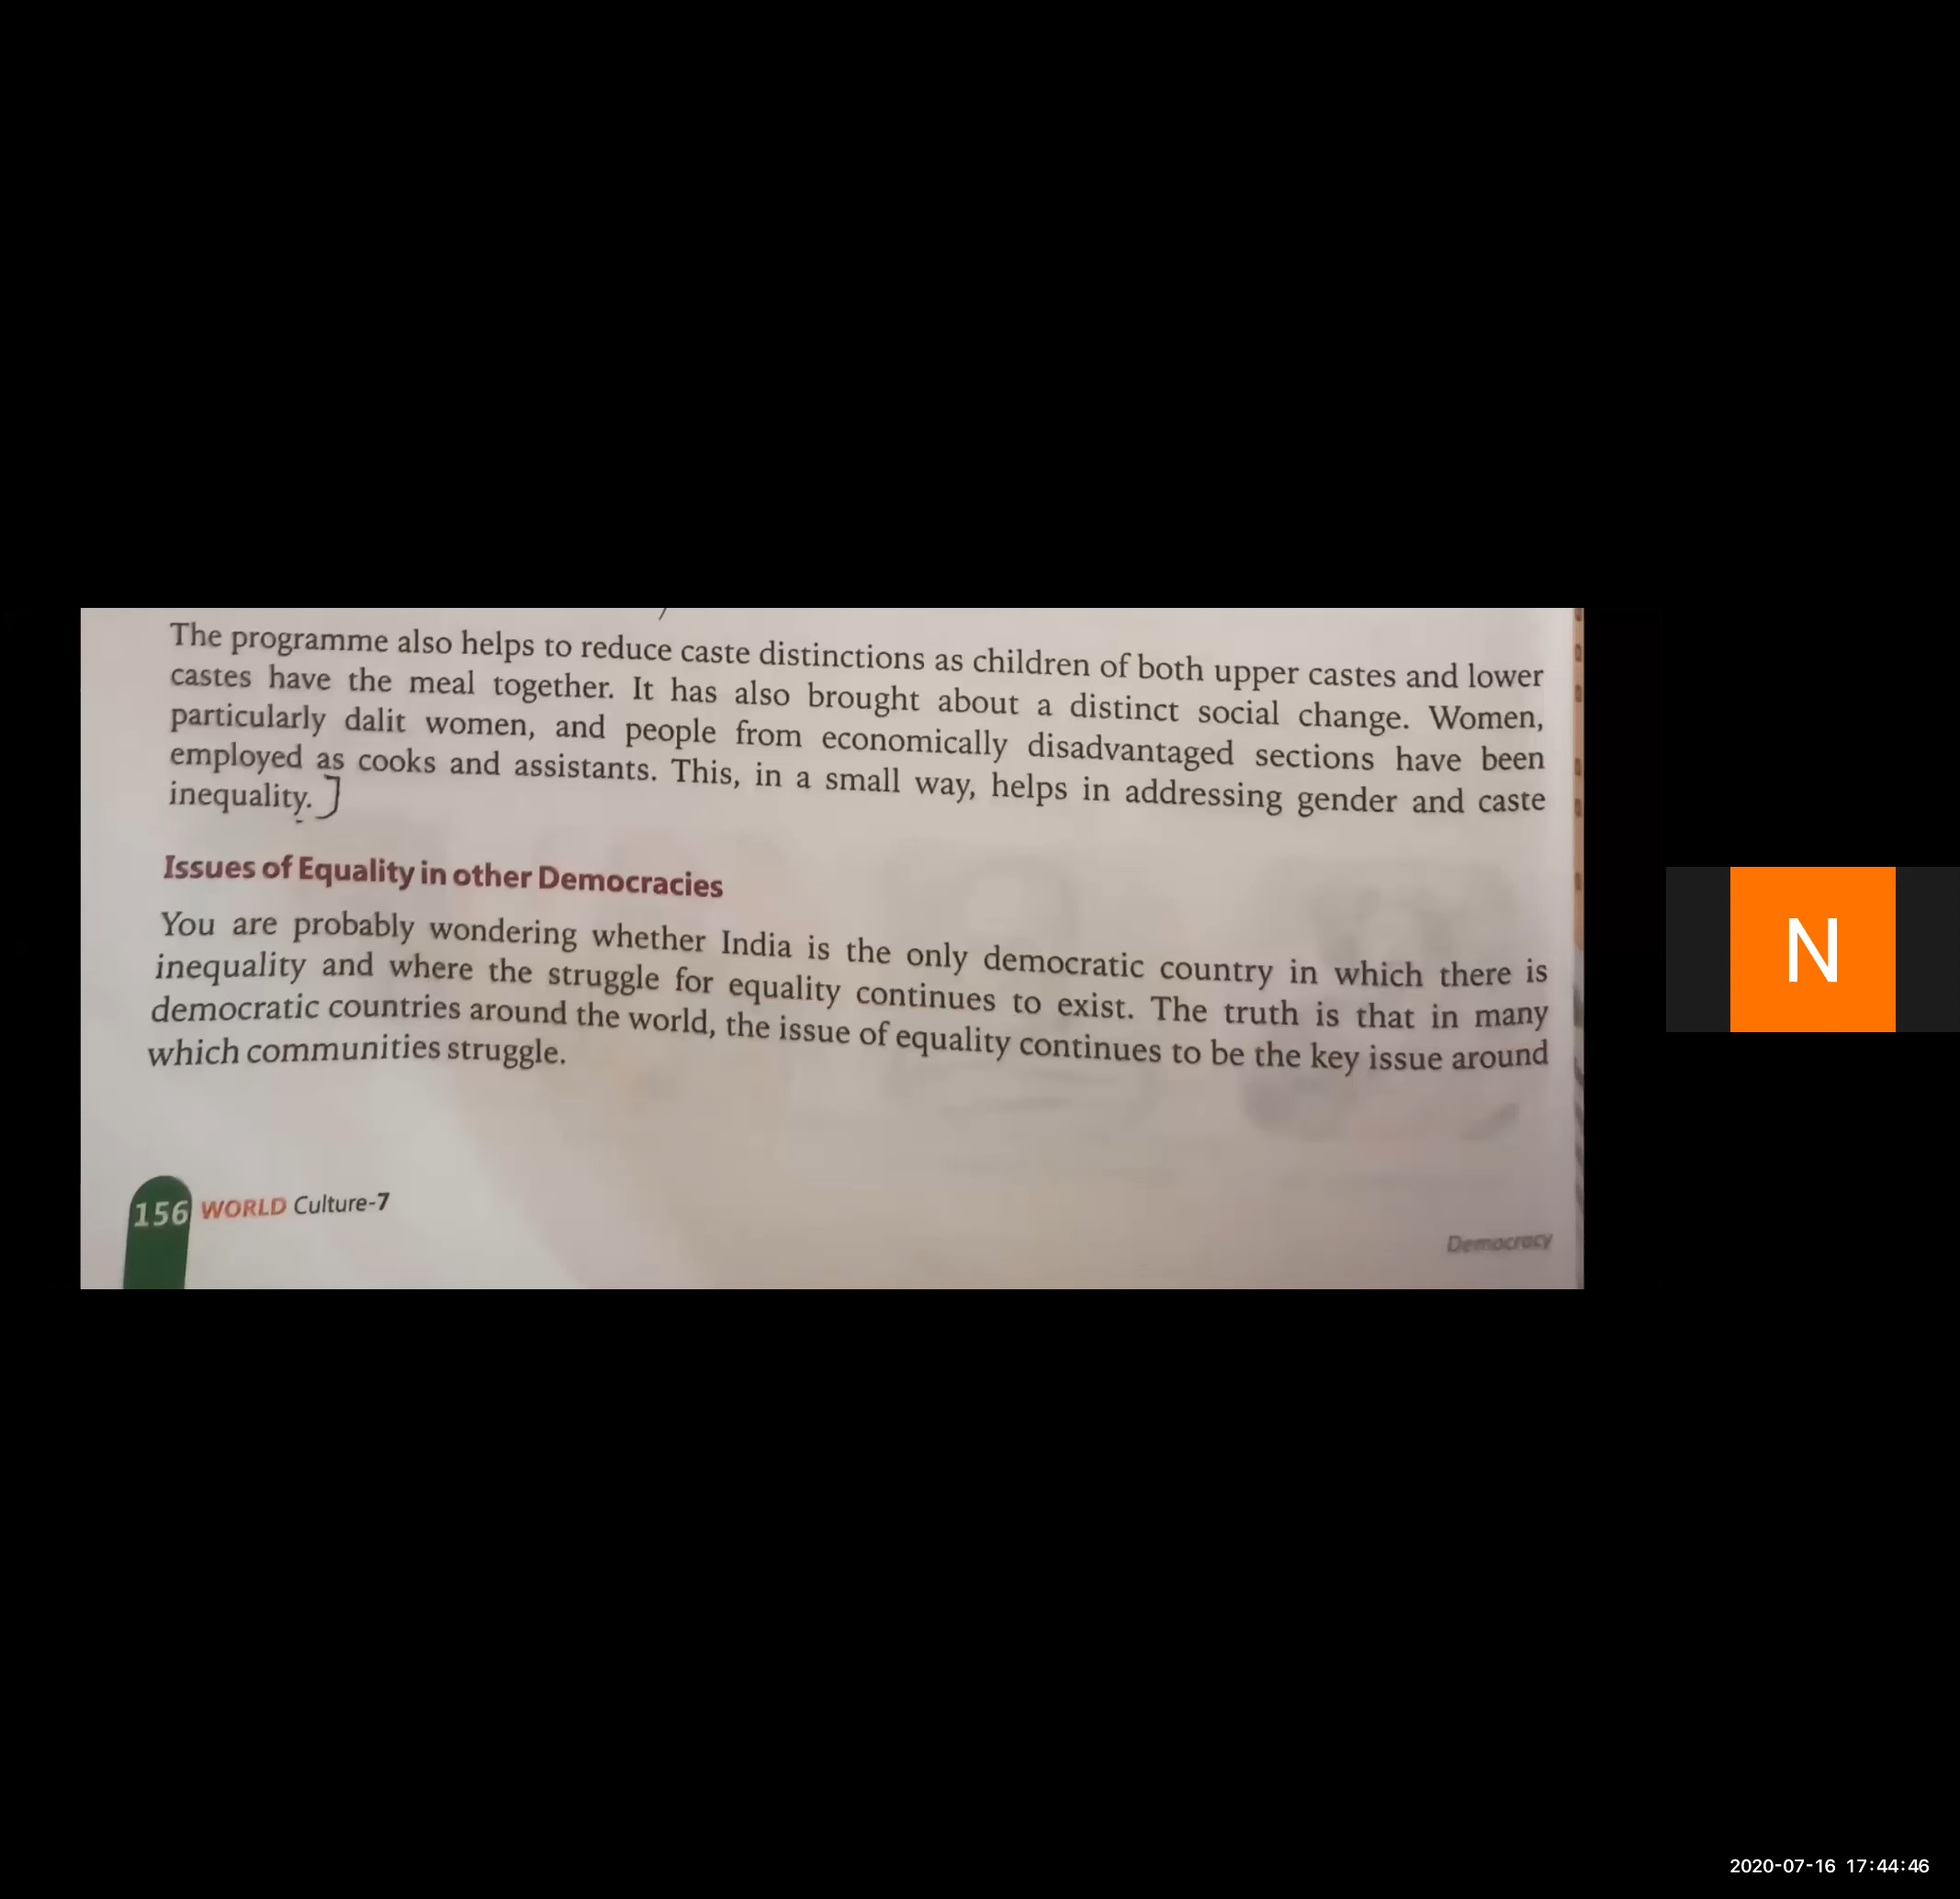 The programme also helps to reduce caste distinctions as children of both upper castes and lower
castes have the meal together. It has also brought about a distinct social change. Women,
particularly dalit women, and people from economically disadvantaged sections have been
employed as cooks and assistants. This, in a small way, helps in addressing gender and caste
inequality. ]
Issues of Equality in other Democracies
You are probably wondering whether India is the only democratic country in which there is
inequality and where the struggle for equality continues to exist. The truth is that in many
democratic countries around the world, the issue of equality continues to be the key issue around
which communities struggle.
156 WORLD Culture-7
Democracy
N
2020-07-16 17:44:46